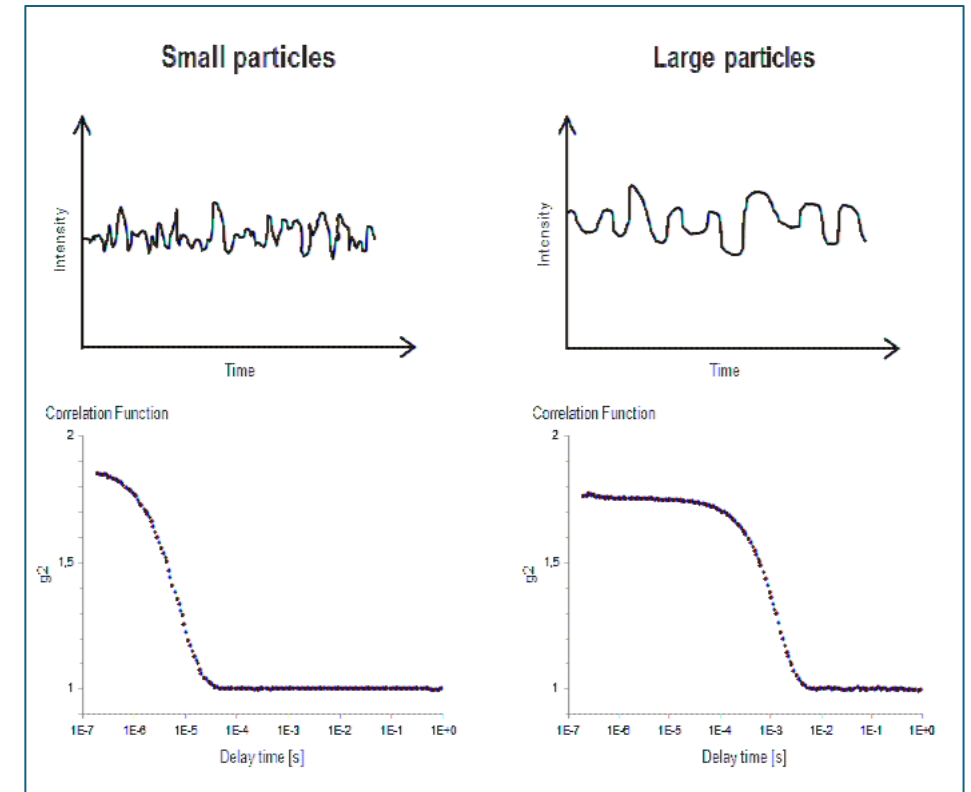 Small particles
Large particles
Intensity
Time
Intensity
Time
Correlation Function
2
1,5
1
g2
1E-7 1E-6 1E-5 1E-4 1E-3 1E-2 1E-1 1E+0
Delay time [s]
Correlation Function
2
1,5
1
g2
1E-7 1E-6 1E-5 1E-4 1E-3 1E-2 1E-1 1E+0
Delay time [s]